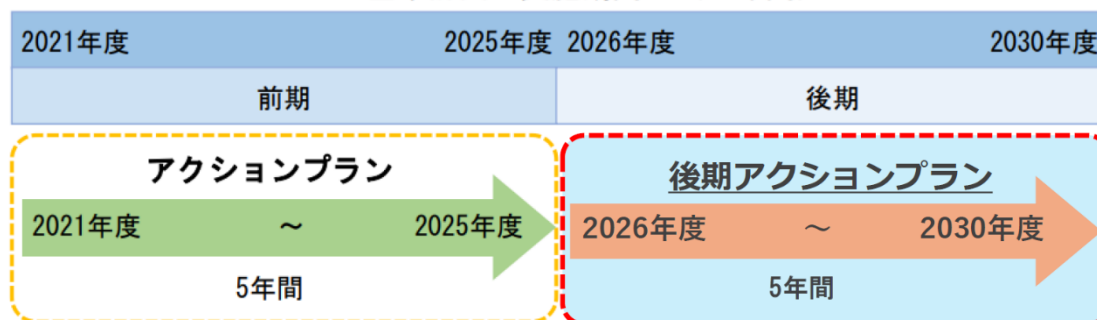 2021年度 2025年度 2026年度 2030年度
前期 後期
アクションプラン
2021年度 ~ 2025年度
5年間
後期アクションプラン
2026年度 ～ 2030年度
5年間